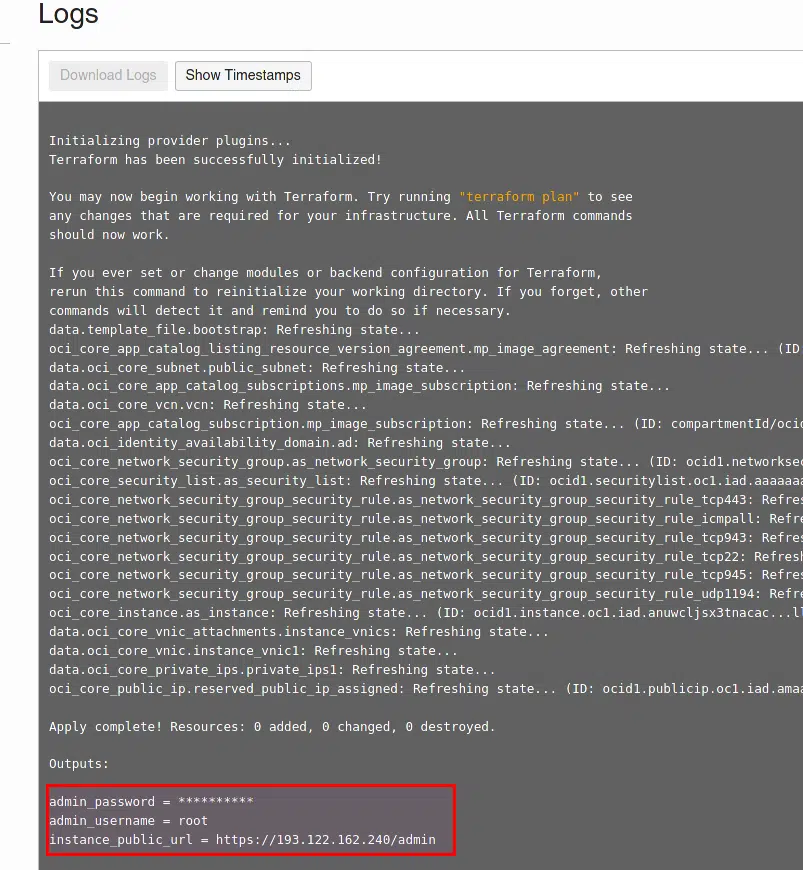 Logs
Download Logs Show Timestamps
Initializing provider plugins...
Terraform has been successfully initialized!
You may now begin working with Terraform. Try running "terraform plan" to see
any changes that are required for your infrastructure. All Terraform commands
should now work.
If you ever set or change modules or backend configuration for Terraform,
rerun this command to reinitialize your working directory. If you forget, other
commands will detect it and remind you to do so if necessary.
data.template_file.bootstrap: Refreshing state...
oci_core_app_catalog_listing_resource_version_agreement.mp_image_agreement: Refreshing state... (ID
data.oci_core_subnet.public_subnet: Refreshing state...
data.oci_core_app_catalog_subscriptions.mp_image_subscription: Refreshing state...
data.oci_core_vcn.vcn: Refreshing state...
oci_core_app_catalog_subscription.mp_image_subscription: Refreshing state... (ID: compartmentId/ocid
data.oci_identity_availability_domain.ad: Refreshing state...
oci_core_network_security_group.as_network_security_group: Refreshing state... (ID: ocid1.networksec
oci_core_security_list.as_security_list: Refreshing state... (ID: ocid1.securitylist.oc1.iad.aaaaaaa
oci_core_network_security_group_security_rule.as_network_security_group_security_rule_tcp443: Refres
oci_core_network_security_group_security_rule.as_network_security_group_security_rule_icmpall: Refre
oci_core_network_security_group_security_rule.as_network_security_group_security_rule_tcp943: Refres
oci_core_network_security_group_security_rule.as_network_security_group_security_rule_tcp22: Refresh
oci_core_network_security_group_security_rule.as_network_security_group_security_rule_tcp945: Refres
oci_core_network_security_group_security_rule.as_network_security_group_security_rule_udp1194: Refre
oci_core_instance.as_instance: Refreshing state... (ID: ocid1.instance.oc1.iad.anuwcljsx3tnacac...ll
data.oci_core_vnic_attachments.instance_vnics: Refreshing state...
data.oci_core_vnic.instance_vnic1: Refreshing state...
data.oci_core_private_ips.private_ips1: Refreshing state...
oci_core_public_ip.reserved_public_ip_assigned: Refreshing state... (ID: ocid1.publicip.oc1.iad.amaa
Apply complete! Resources: 0 added, 0 changed, 0 destroyed.
Outputs:
admin_password = **********
admin_username = root
instance_public_url = https://193.122.162.240/admin